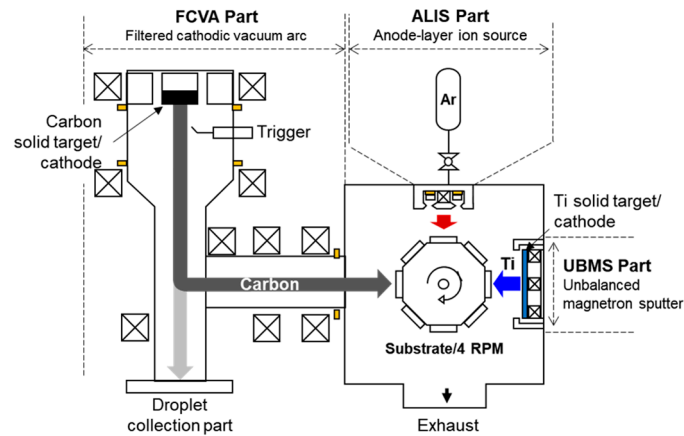 FCVA Part
Filtered cathodic vacuum arc
ALIS Part
Anode-layer ion source
Ar
Carbon
solid target/
cathode
Trigger
Ti solid target/
cathode
Ti
UBMS Part
Unbalanced
magnetron sputter
Carbon
Substrate/4 RPM
Droplet
collection part
Exhaust